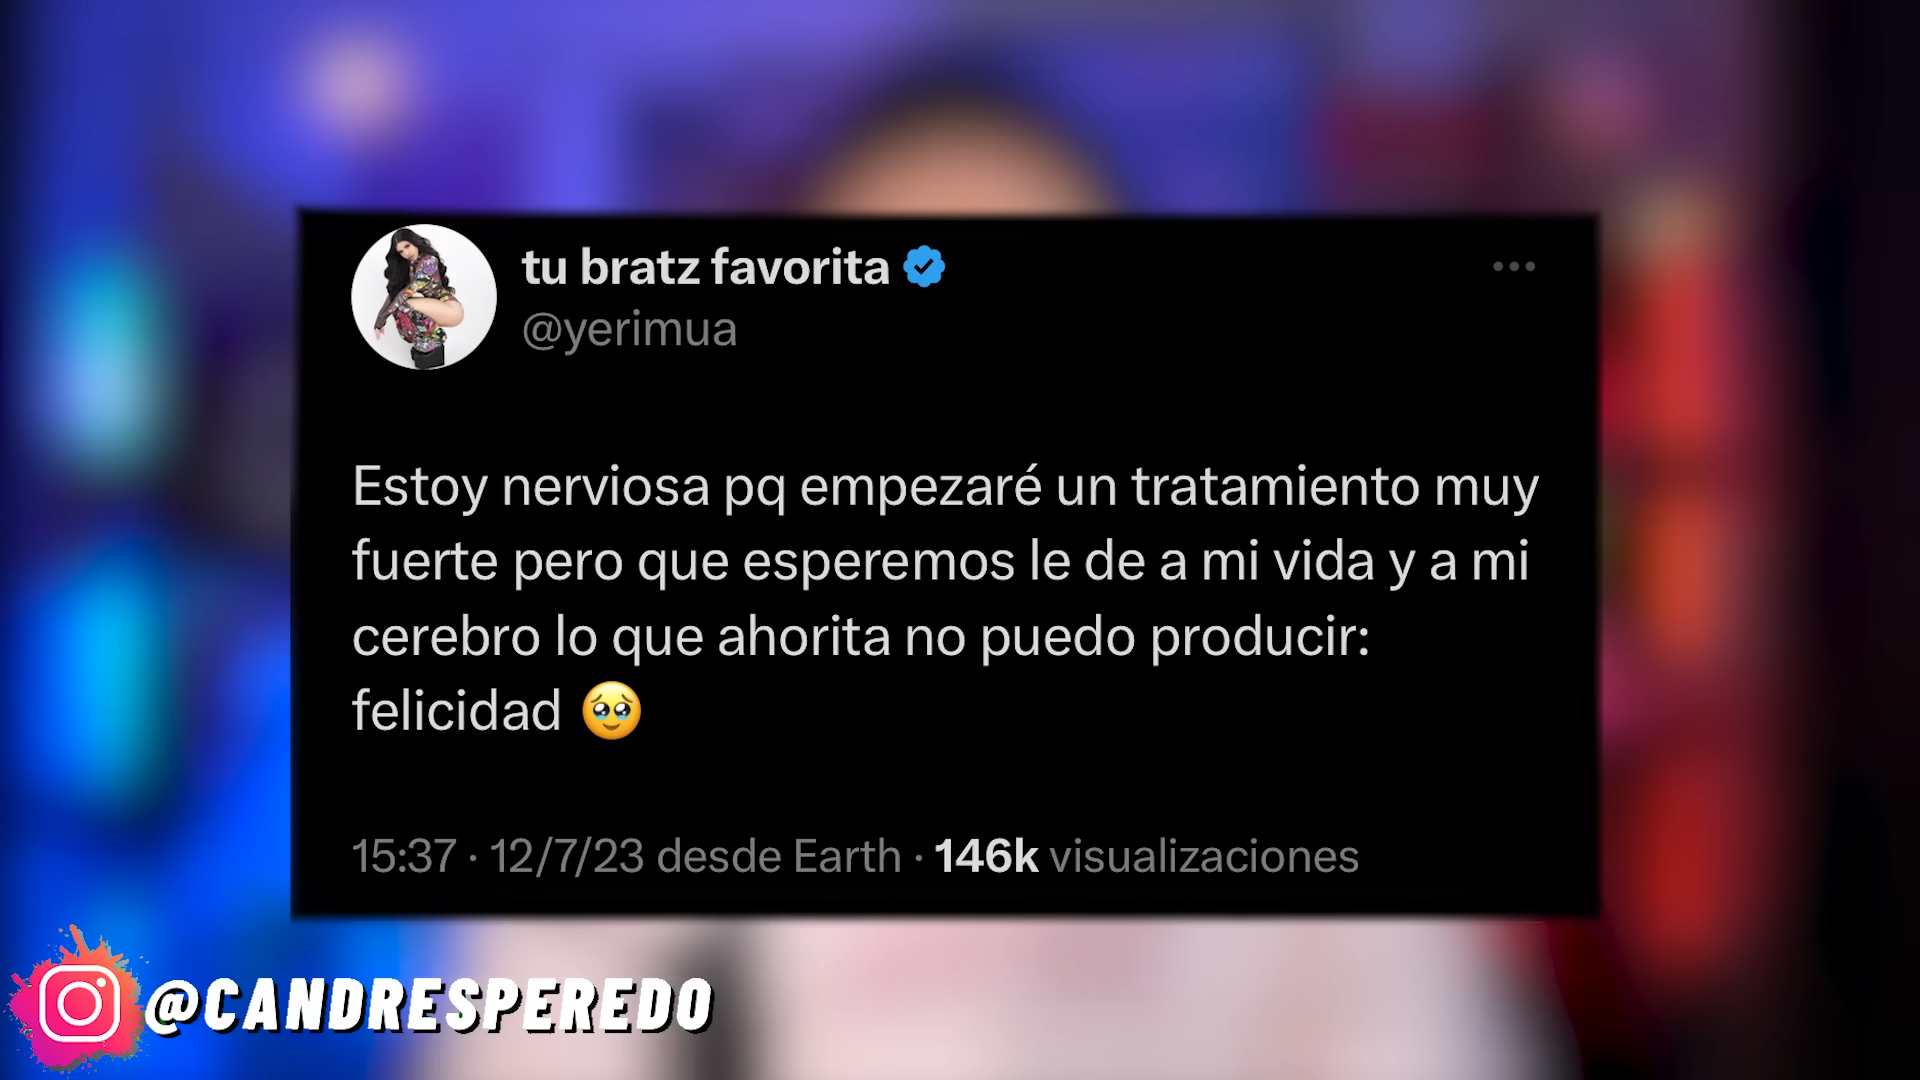 tu bratz favorita
@yerimua
Estoy nerviosa pq empezaré un tratamiento muy
fuerte pero que esperemos le de a mi vida y a mi
cerebro lo que ahorita no puedo producir:
felicidad 🥹
15:37 · 12/7/23 desde Earth · 146k visualizaciones
@CANDRESPEREDO